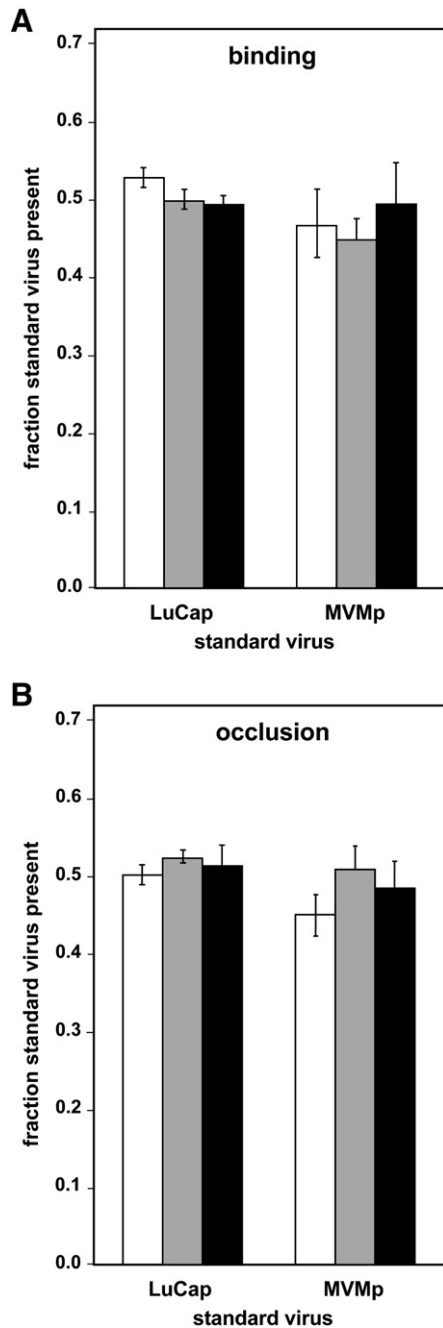 A
binding
fraction standard virus present
0.7
0.6
0.5
0.4
0.3
0.2
0.1
0.0
LuCap MVMp
standard virus
B
occlusion
fraction standard virus present
0.7
0.6
0.5
0.4
0.3
0.2
0.1
0.0
LuCap MVMp
standard virus